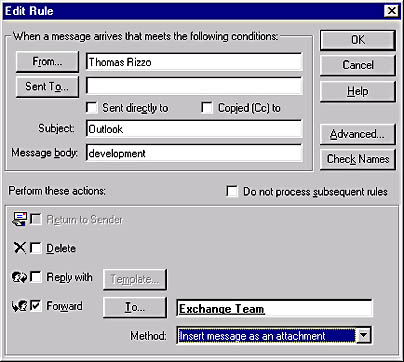 Edit Rule
When a message arrives that meets the following conditions:
OK
From... Thomas Rizzo
Cancel
Sent To...
Help
Sent directly to Copied (Cc) to
Subject: Outlook
Advanced...
Message body: development
Check Names
Perform these actions: Do not process subsequent rules
Return to Sender
Delete
Reply with Template...
Forward To... Exchange Team
Method: Insert message as an attachment